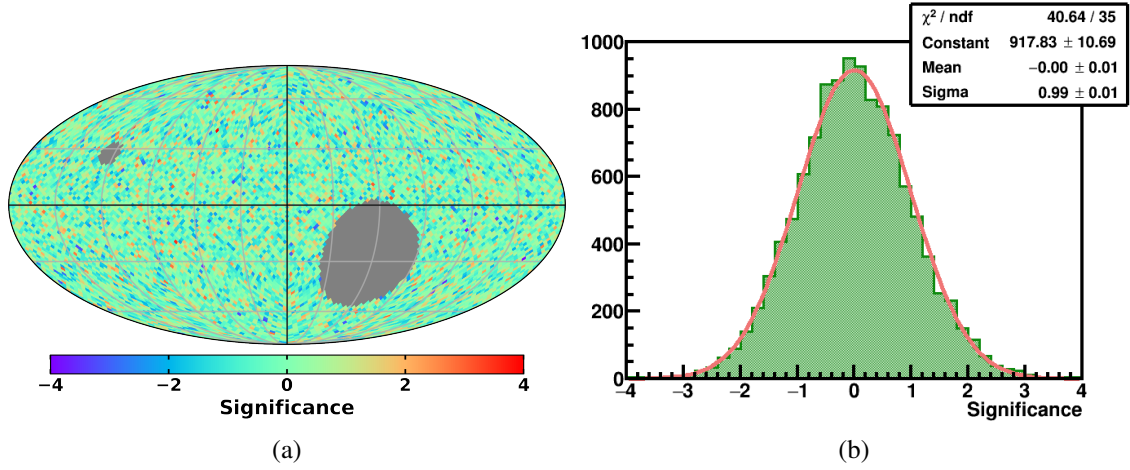 −4 −2 0 2 4
Significance
(a)
χ² / ndf 40.64 / 35
Constant 917.83 ± 10.69
Mean −0.00 ± 0.01
Sigma 0.99 ± 0.01
1000
800
600
400
200
0
−4 −3 −2 −1 0 1 2 3 4
Significance
(b)